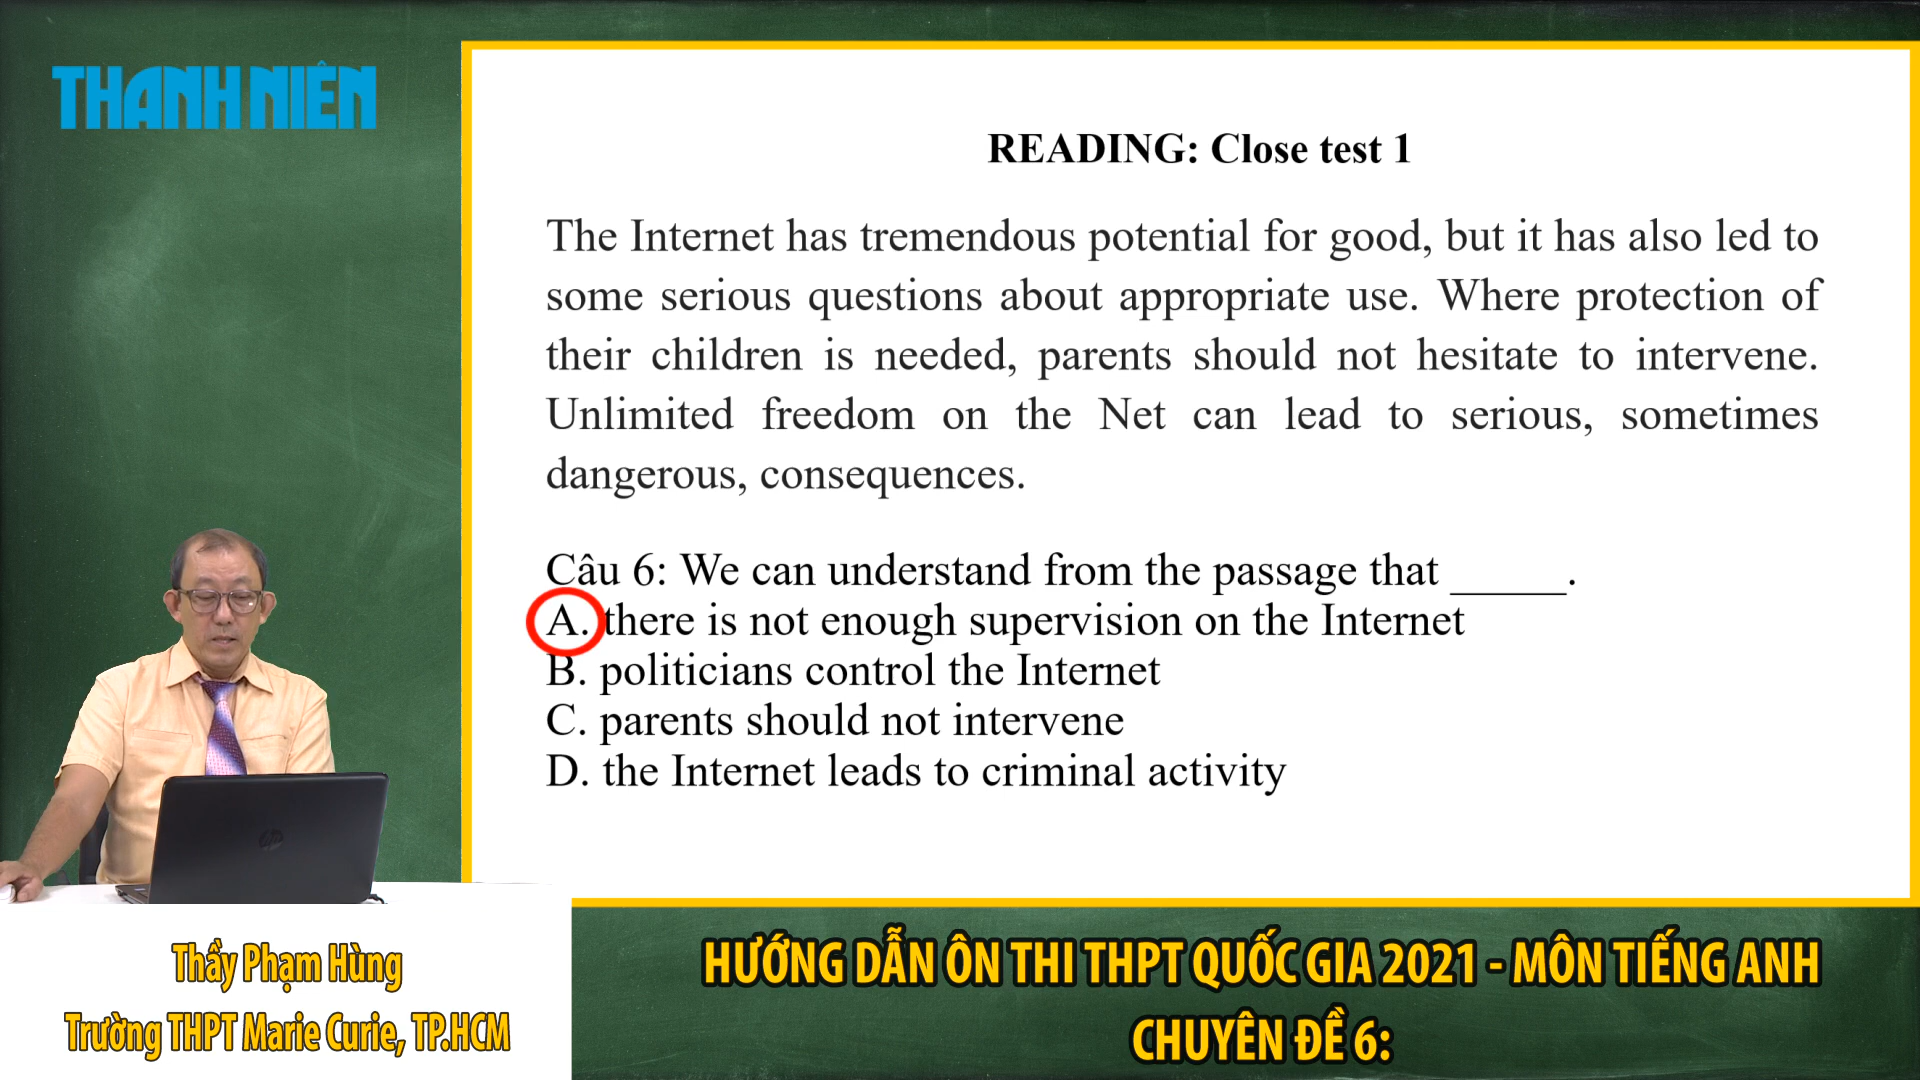 THANH NIÊN
READING: Close test 1
The Internet has tremendous potential for good, but it has also led to
some serious questions about appropriate use. Where protection of
their children is needed, parents should not hesitate to intervene.
Unlimited freedom on the Net can lead to serious, sometimes
dangerous, consequences.
Câu 6: We can understand from the passage that _____.
A. there is not enough supervision on the Internet
B. politicians control the Internet
C. parents should not intervene
D. the Internet leads to criminal activity
hp
Thầy Phạm Hùng
Trường THPT Marie Curie, TP.HCM
HƯỚNG DẪN ÔN THI THPT QUỐC GIA 2021 - MÔN TIẾNG ANH
CHUYÊN ĐỀ 6: